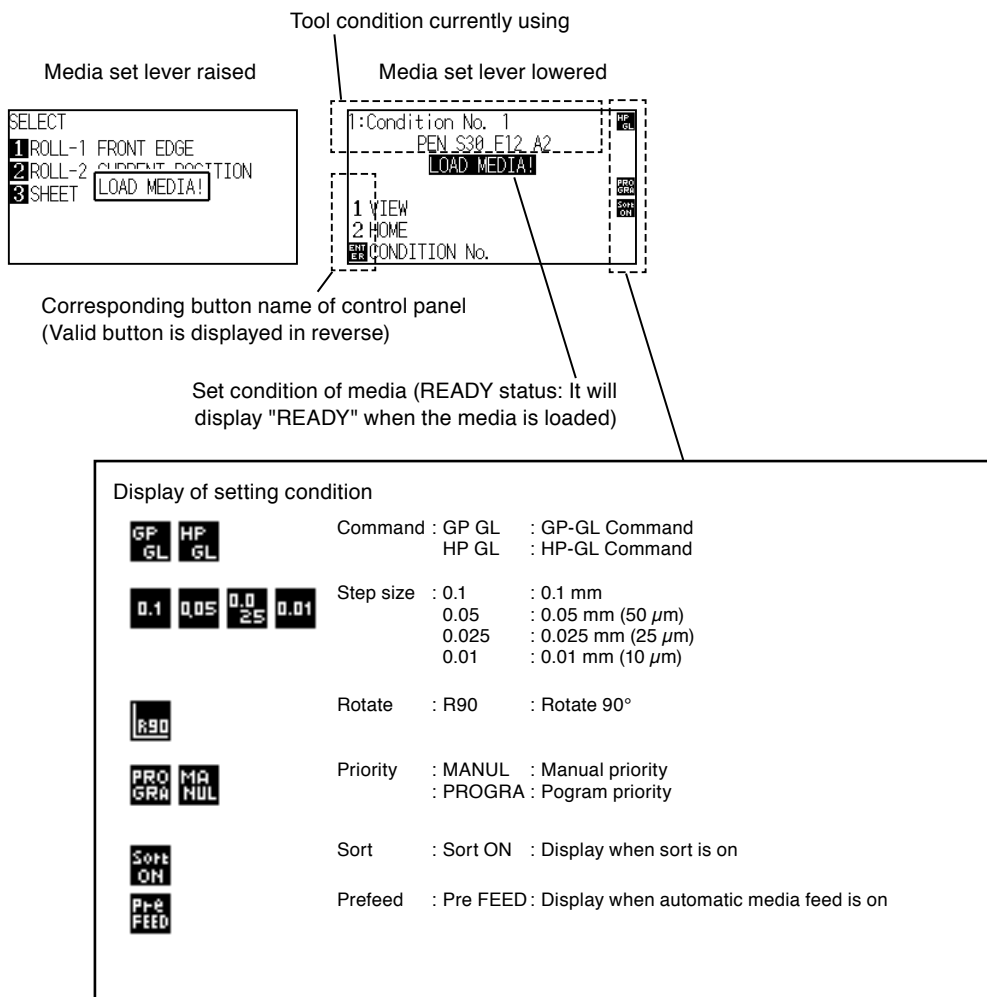 Tool condition currently using
Media set lever raised
Media set lever lowered
SELECT
1 ROLL-1 FRONT EDGE
2 ROLL-2 CURRENT POSITION
3 SHEET
LOAD MEDIA!
1:Condition No. 1
PEN S30 F12 A2
LOAD MEDIA!
1 VIEW
2 HOME
ENT ER CONDITION No.
HP GL
PRO GRA
Sort ON
Corresponding button name of control panel
(Valid button is displayed in reverse)
Set condition of media (READY status: It will
display "READY" when the media is loaded)
Display of setting condition
GP GL HP GL Command : GP GL : GP-GL Command
HP GL : HP-GL Command
0.1 0.05 0.0 25 0.01 Step size : 0.1 : 0.1 mm
0.05 : 0.05 mm (50 µm)
0.025 : 0.025 mm (25 µm)
0.01 : 0.01 mm (10 µm)
R90 Rotate : R90 : Rotate 90°
PRO GRA MA NUL Priority : MANUL : Manual priority
: PROGRA : Pogram priority
Sort ON Sort : Sort ON : Display when sort is on
Pre FEED Prefeed : Pre FEED : Display when automatic media feed is on